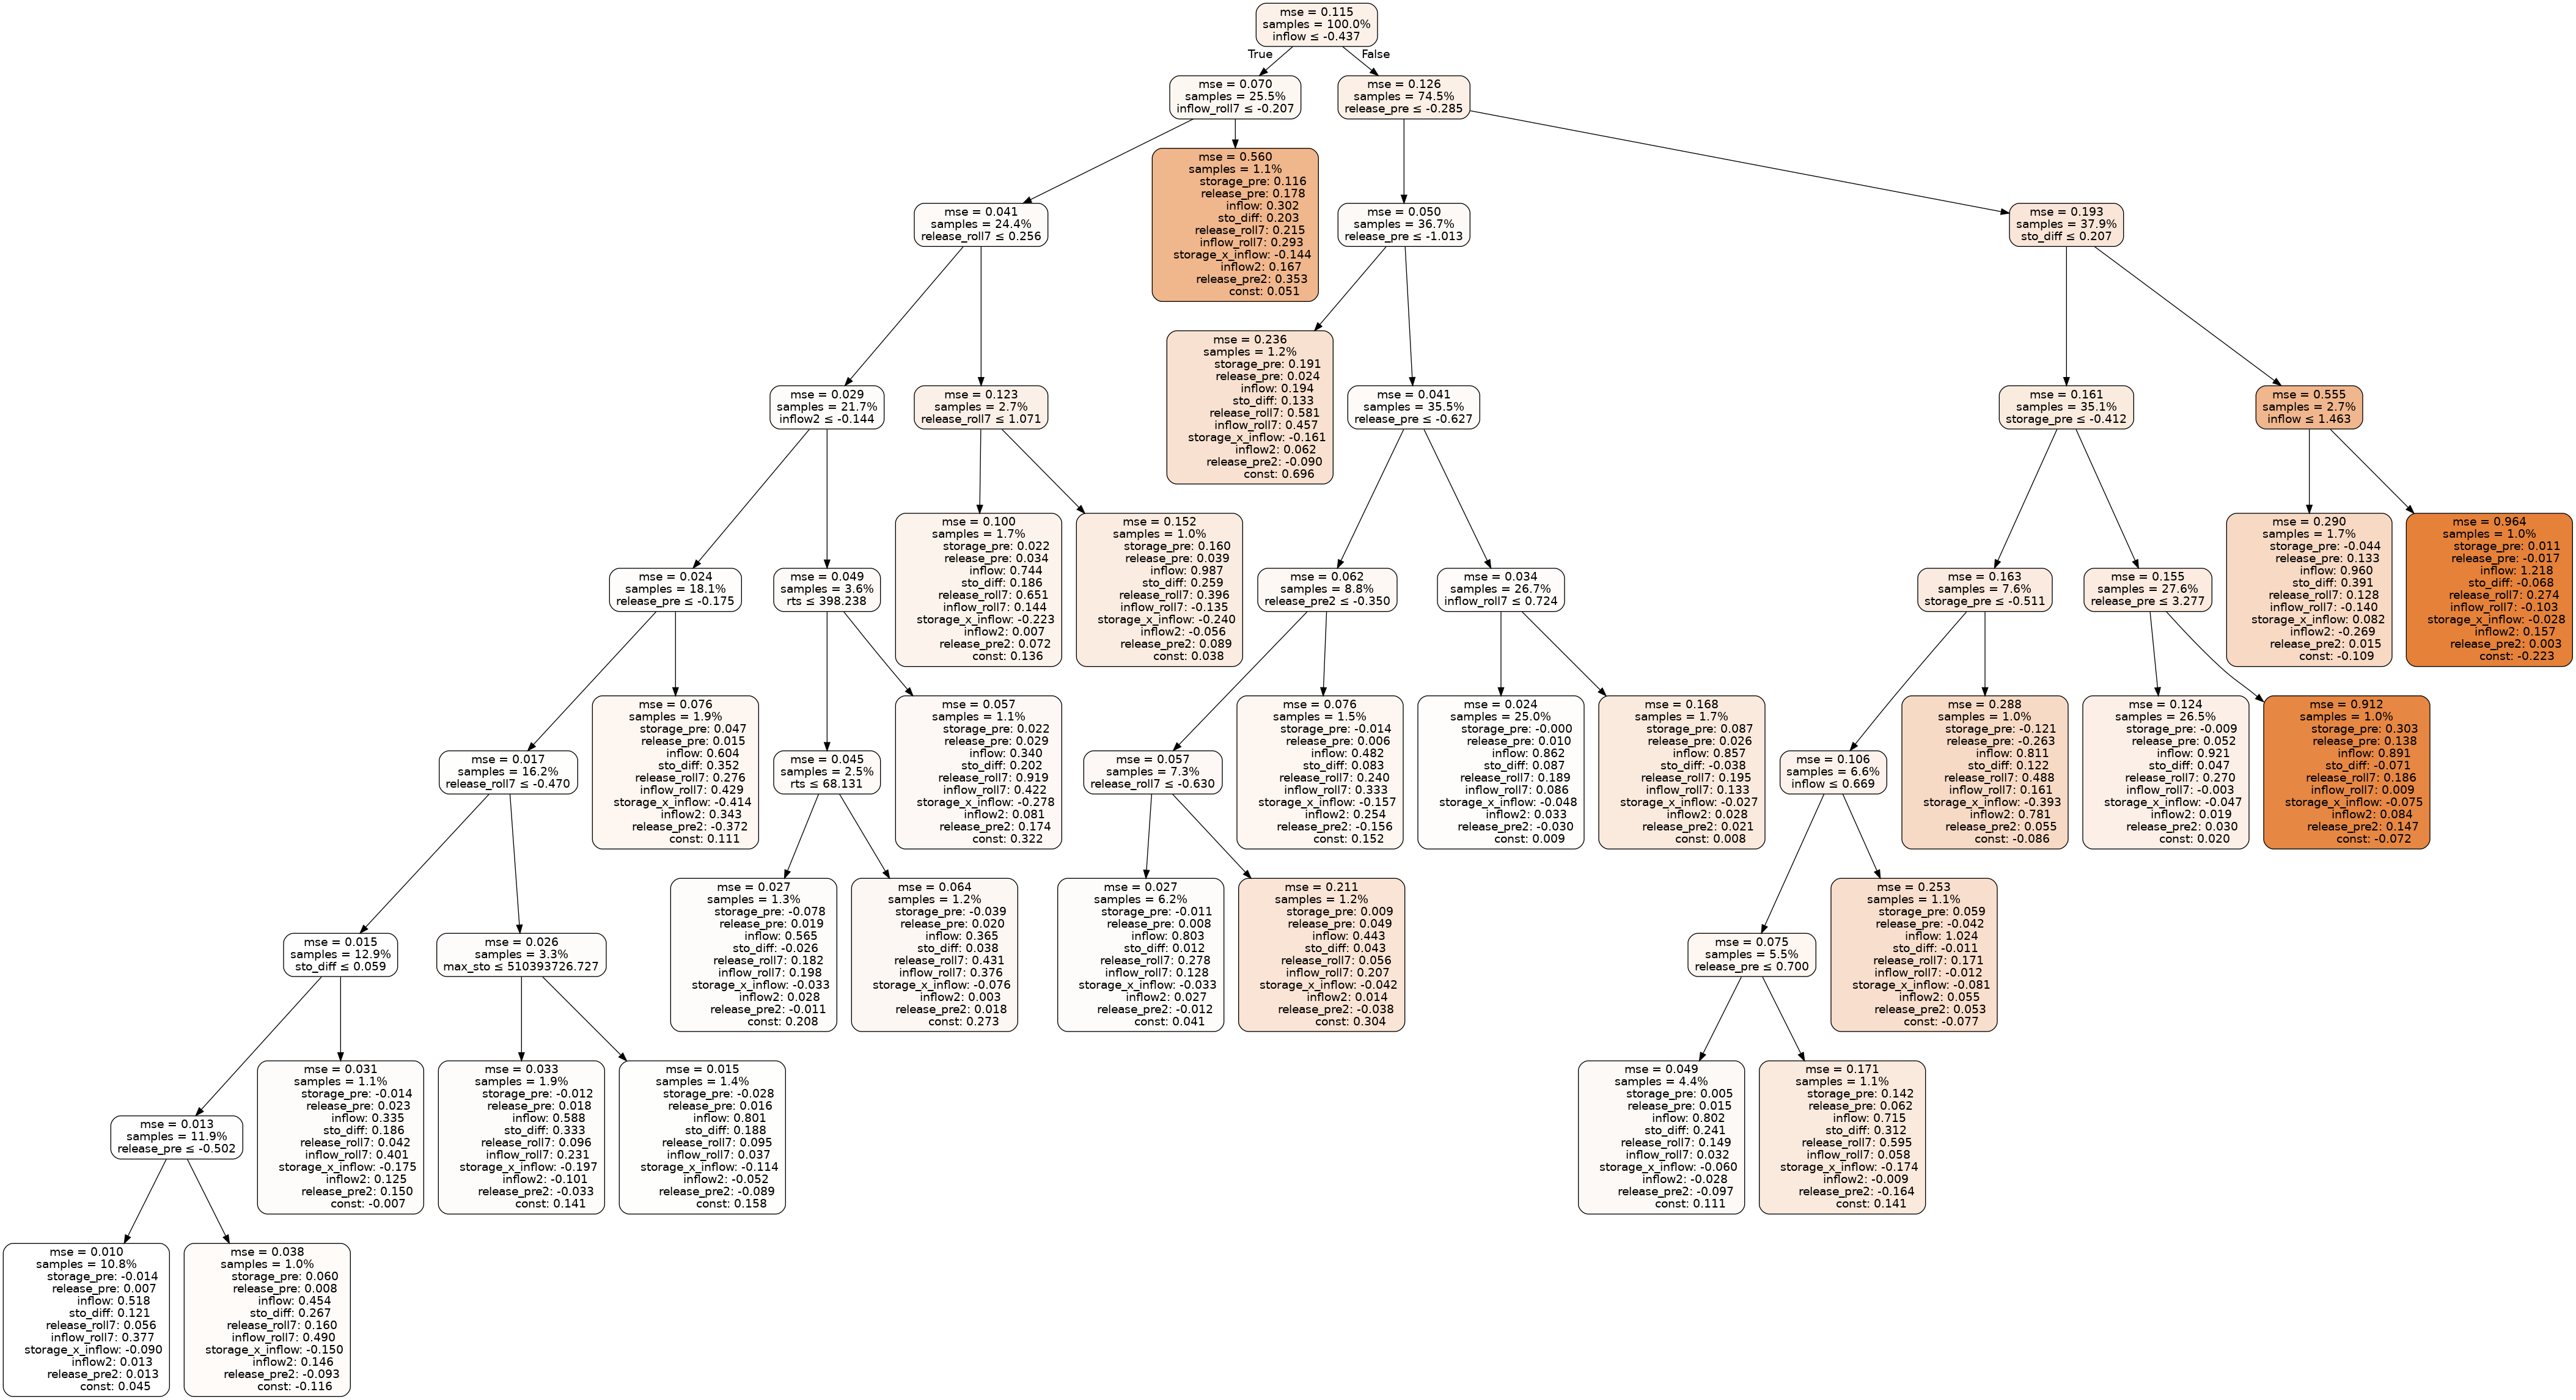 mse = 0.115
samples = 100.0%
inflow ≤ -0.437
True
False
mse = 0.070
samples = 25.5%
inflow_roll7 ≤ -0.207
mse = 0.126
samples = 74.5%
release_pre ≤ -0.285
mse = 0.560
samples = 1.1%
storage_pre: 0.116
release_pre: 0.178
inflow: 0.302
sto_diff: 0.203
release_roll7: 0.215
inflow_roll7: 0.293
storage_x_inflow: -0.144
inflow2: 0.167
release_pre2: 0.353
const: 0.051
mse = 0.041
samples = 24.4%
release_roll7 ≤ 0.256
mse = 0.050
samples = 36.7%
release_pre ≤ -1.013
mse = 0.193
samples = 37.9%
sto_diff ≤ 0.207
mse = 0.236
samples = 1.2%
storage_pre: 0.191
release_pre: 0.024
inflow: 0.194
sto_diff: 0.133
release_roll7: 0.581
inflow_roll7: 0.457
storage_x_inflow: -0.161
inflow2: 0.062
release_pre2: -0.090
const: 0.696
mse = 0.029
samples = 21.7%
inflow2 ≤ -0.144
mse = 0.123
samples = 2.7%
release_roll7 ≤ 1.071
mse = 0.041
samples = 35.5%
release_pre ≤ -0.627
mse = 0.161
samples = 35.1%
storage_pre ≤ -0.412
mse = 0.555
samples = 2.7%
inflow ≤ 1.463
mse = 0.100
samples = 1.7%
storage_pre: 0.022
release_pre: 0.034
inflow: 0.744
sto_diff: 0.186
release_roll7: 0.651
inflow_roll7: 0.144
storage_x_inflow: -0.223
inflow2: 0.007
release_pre2: 0.072
const: 0.136
mse = 0.152
samples = 1.0%
storage_pre: 0.160
release_pre: 0.039
inflow: 0.987
sto_diff: 0.259
release_roll7: 0.396
inflow_roll7: -0.135
storage_x_inflow: -0.240
inflow2: -0.056
release_pre2: 0.089
const: 0.038
mse = 0.290
samples = 1.7%
storage_pre: -0.044
release_pre: 0.133
inflow: 0.960
sto_diff: 0.391
release_roll7: 0.128
inflow_roll7: -0.140
storage_x_inflow: 0.082
inflow2: -0.269
release_pre2: 0.015
const: -0.109
mse = 0.964
samples = 1.0%
storage_pre: 0.011
release_pre: -0.017
inflow: 1.218
sto_diff: -0.068
release_roll7: 0.274
inflow_roll7: -0.103
storage_x_inflow: -0.028
inflow2: 0.157
release_pre2: 0.003
const: -0.223
mse = 0.024
samples = 18.1%
release_pre ≤ -0.175
mse = 0.049
samples = 3.6%
rts ≤ 398.238
mse = 0.062
samples = 8.8%
release_pre2 ≤ -0.350
mse = 0.034
samples = 26.7%
inflow_roll7 ≤ 0.724
mse = 0.163
samples = 7.6%
storage_pre ≤ -0.511
mse = 0.155
samples = 27.6%
release_pre ≤ 3.277
mse = 0.017
samples = 16.2%
release_roll7 ≤ -0.470
mse = 0.076
samples = 1.9%
storage_pre: 0.047
release_pre: 0.015
inflow: 0.604
sto_diff: 0.352
release_roll7: 0.276
inflow_roll7: 0.429
storage_x_inflow: -0.414
inflow2: 0.343
release_pre2: -0.372
const: 0.111
mse = 0.045
samples = 2.5%
rts ≤ 68.131
mse = 0.057
samples = 1.1%
storage_pre: 0.022
release_pre: 0.029
inflow: 0.340
sto_diff: 0.202
release_roll7: 0.919
inflow_roll7: 0.422
storage_x_inflow: -0.278
inflow2: 0.081
release_pre2: 0.174
const: 0.322
mse = 0.057
samples = 7.3%
release_roll7 ≤ -0.630
mse = 0.076
samples = 1.5%
storage_pre: -0.014
release_pre: 0.006
inflow: 0.482
sto_diff: 0.083
release_roll7: 0.240
inflow_roll7: 0.333
storage_x_inflow: -0.157
inflow2: 0.254
release_pre2: -0.156
const: 0.152
mse = 0.024
samples = 25.0%
storage_pre: -0.000
release_pre: 0.010
inflow: 0.862
sto_diff: 0.087
release_roll7: 0.189
inflow_roll7: 0.086
storage_x_inflow: -0.048
inflow2: 0.033
release_pre2: -0.030
const: 0.009
mse = 0.168
samples = 1.7%
storage_pre: 0.087
release_pre: 0.026
inflow: 0.857
sto_diff: -0.038
release_roll7: 0.195
inflow_roll7: 0.133
storage_x_inflow: -0.027
inflow2: 0.028
release_pre2: 0.021
const: 0.008
mse = 0.106
samples = 6.6%
inflow ≤ 0.669
mse = 0.288
samples = 1.0%
storage_pre: -0.121
release_pre: -0.263
inflow: 0.811
sto_diff: 0.122
release_roll7: 0.488
inflow_roll7: 0.161
storage_x_inflow: -0.393
inflow2: 0.781
release_pre2: 0.055
const: -0.086
mse = 0.124
samples = 26.5%
storage_pre: -0.009
release_pre: 0.052
inflow: 0.921
sto_diff: 0.047
release_roll7: 0.270
inflow_roll7: -0.003
storage_x_inflow: -0.047
inflow2: 0.019
release_pre2: 0.030
const: 0.020
mse = 0.912
samples = 1.0%
storage_pre: 0.303
release_pre: 0.138
inflow: 0.891
sto_diff: -0.071
release_roll7: 0.186
inflow_roll7: 0.009
storage_x_inflow: -0.075
inflow2: 0.084
release_pre2: 0.147
const: -0.072
mse = 0.015
samples = 12.9%
sto_diff ≤ 0.059
mse = 0.026
samples = 3.3%
max_sto ≤ 510393726.727
mse = 0.027
samples = 1.3%
storage_pre: -0.078
release_pre: 0.019
inflow: 0.565
sto_diff: -0.026
release_roll7: 0.182
inflow_roll7: 0.198
storage_x_inflow: -0.033
inflow2: 0.028
release_pre2: -0.011
const: 0.208
mse = 0.064
samples = 1.2%
storage_pre: -0.039
release_pre: 0.020
inflow: 0.365
sto_diff: 0.038
release_roll7: 0.431
inflow_roll7: 0.376
storage_x_inflow: -0.076
inflow2: 0.003
release_pre2: 0.018
const: 0.273
mse = 0.027
samples = 6.2%
storage_pre: -0.011
release_pre: 0.008
inflow: 0.803
sto_diff: 0.012
release_roll7: 0.278
inflow_roll7: 0.128
storage_x_inflow: -0.033
inflow2: 0.027
release_pre2: -0.012
const: 0.041
mse = 0.211
samples = 1.2%
storage_pre: 0.009
release_pre: 0.049
inflow: 0.443
sto_diff: 0.043
release_roll7: 0.056
inflow_roll7: 0.207
storage_x_inflow: -0.042
inflow2: 0.014
release_pre2: -0.038
const: 0.304
mse = 0.075
samples = 5.5%
release_pre ≤ 0.700
mse = 0.253
samples = 1.1%
storage_pre: 0.059
release_pre: -0.042
inflow: 1.024
sto_diff: -0.011
release_roll7: 0.171
inflow_roll7: -0.012
storage_x_inflow: -0.081
inflow2: 0.055
release_pre2: 0.053
const: -0.077
mse = 0.013
samples = 11.9%
release_pre ≤ -0.502
mse = 0.031
samples = 1.1%
storage_pre: -0.014
release_pre: 0.023
inflow: 0.335
sto_diff: 0.186
release_roll7: 0.042
inflow_roll7: 0.401
storage_x_inflow: -0.175
inflow2: 0.125
release_pre2: 0.150
const: -0.007
mse = 0.033
samples = 1.9%
storage_pre: -0.012
release_pre: 0.018
inflow: 0.588
sto_diff: 0.333
release_roll7: 0.096
inflow_roll7: 0.231
storage_x_inflow: -0.197
inflow2: -0.101
release_pre2: -0.033
const: 0.141
mse = 0.015
samples = 1.4%
storage_pre: -0.028
release_pre: 0.016
inflow: 0.801
sto_diff: 0.188
release_roll7: 0.095
inflow_roll7: 0.037
storage_x_inflow: -0.114
inflow2: -0.052
release_pre2: -0.089
const: 0.158
mse = 0.049
samples = 4.4%
storage_pre: 0.005
release_pre: 0.015
inflow: 0.802
sto_diff: 0.241
release_roll7: 0.149
inflow_roll7: 0.032
storage_x_inflow: -0.060
inflow2: -0.028
release_pre2: -0.097
const: 0.111
mse = 0.171
samples = 1.1%
storage_pre: 0.142
release_pre: 0.062
inflow: 0.715
sto_diff: 0.312
release_roll7: 0.595
inflow_roll7: 0.058
storage_x_inflow: -0.174
inflow2: -0.009
release_pre2: -0.164
const: 0.141
mse = 0.010
samples = 10.8%
storage_pre: -0.014
release_pre: 0.007
inflow: 0.518
sto_diff: 0.121
release_roll7: 0.056
inflow_roll7: 0.377
storage_x_inflow: -0.090
inflow2: 0.013
release_pre2: 0.013
const: 0.045
mse = 0.038
samples = 1.0%
storage_pre: 0.060
release_pre: 0.008
inflow: 0.454
sto_diff: 0.267
release_roll7: 0.160
inflow_roll7: 0.490
storage_x_inflow: -0.150
inflow2: 0.146
release_pre2: -0.093
const: -0.116